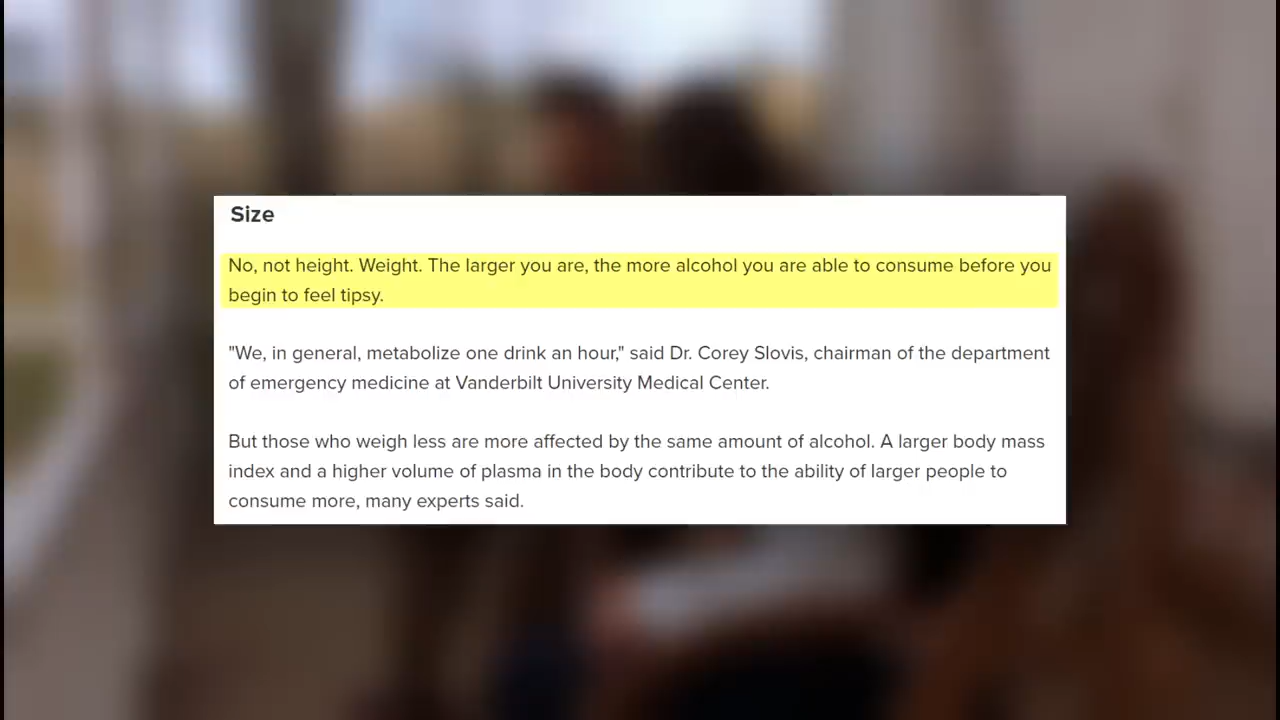 Size
No, not height. Weight. The larger you are, the more alcohol you are able to consume before you
begin to feel tipsy.
"We, in general, metabolize one drink an hour," said Dr. Corey Slovis, chairman of the department
of emergency medicine at Vanderbilt University Medical Center.
But those who weigh less are more affected by the same amount of alcohol. A larger body mass
index and a higher volume of plasma in the body contribute to the ability of larger people to
consume more, many experts said.